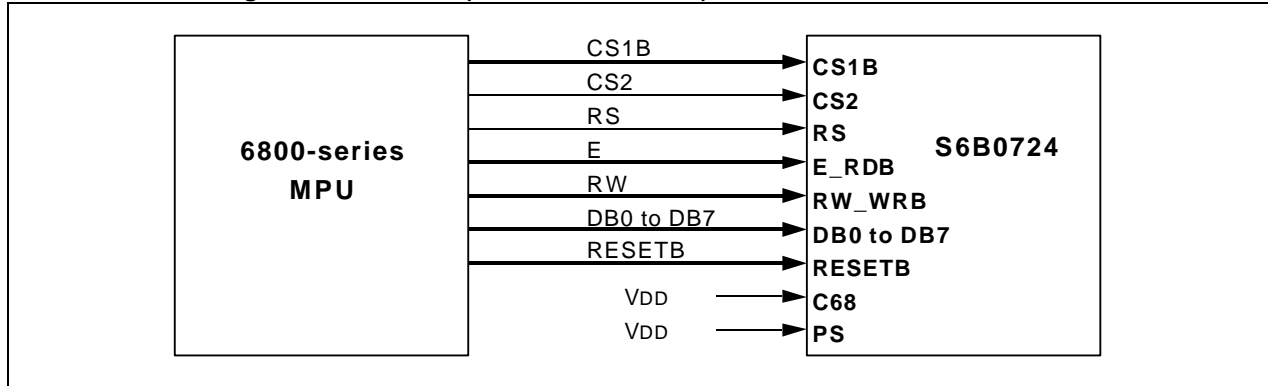 6800-series
MPU
CS1B
CS2
RS
E
RW
DB0 to DB7
RESETB
VDD
VDD
CS1B
CS2
RS
E_RDB
RW_WRB
DB0 to DB7
RESETB
C68
PS
S6B0724